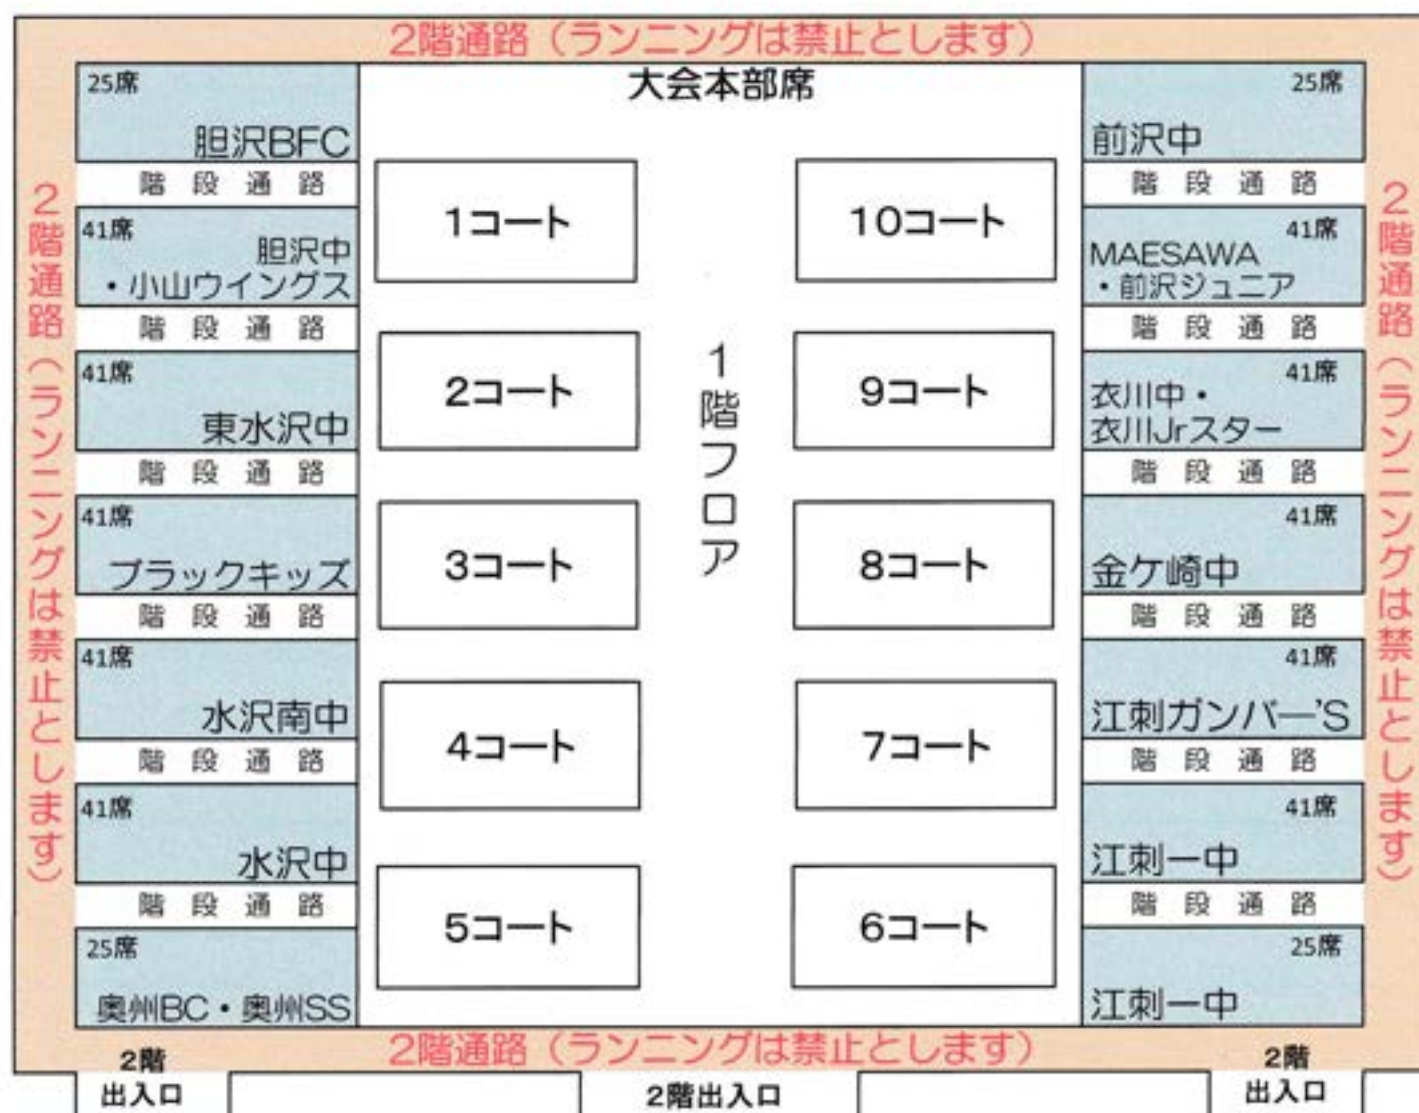 2階通路（ランニングは禁止とします）
大会本部席
25席
胆沢BFC
階段通路
41席
胆沢中
・小山ウイングス
階段通路
41席
東水沢中
階段通路
41席
ブラックキッズ
階段通路
41席
水沢南中
階段通路
41席
水沢中
階段通路
25席
奥州BC・奥州SS
2階通路（ランニングは禁止とします）
1コート
2コート
3コート
4コート
5コート
1階フロア
10コート
9コート
8コート
7コート
6コート
25席
前沢中
階段通路
41席
MAESAWA
・前沢ジュニア
階段通路
41席
衣川中・
衣川Jrスター
階段通路
41席
金ケ崎中
階段通路
41席
江刺ガンバー'S
階段通路
41席
江刺一中
階段通路
25席
江刺一中
2階通路（ランニングは禁止とします）
2階通路（ランニングは禁止とします）
2階
出入口
2階出入口
2階
出入口